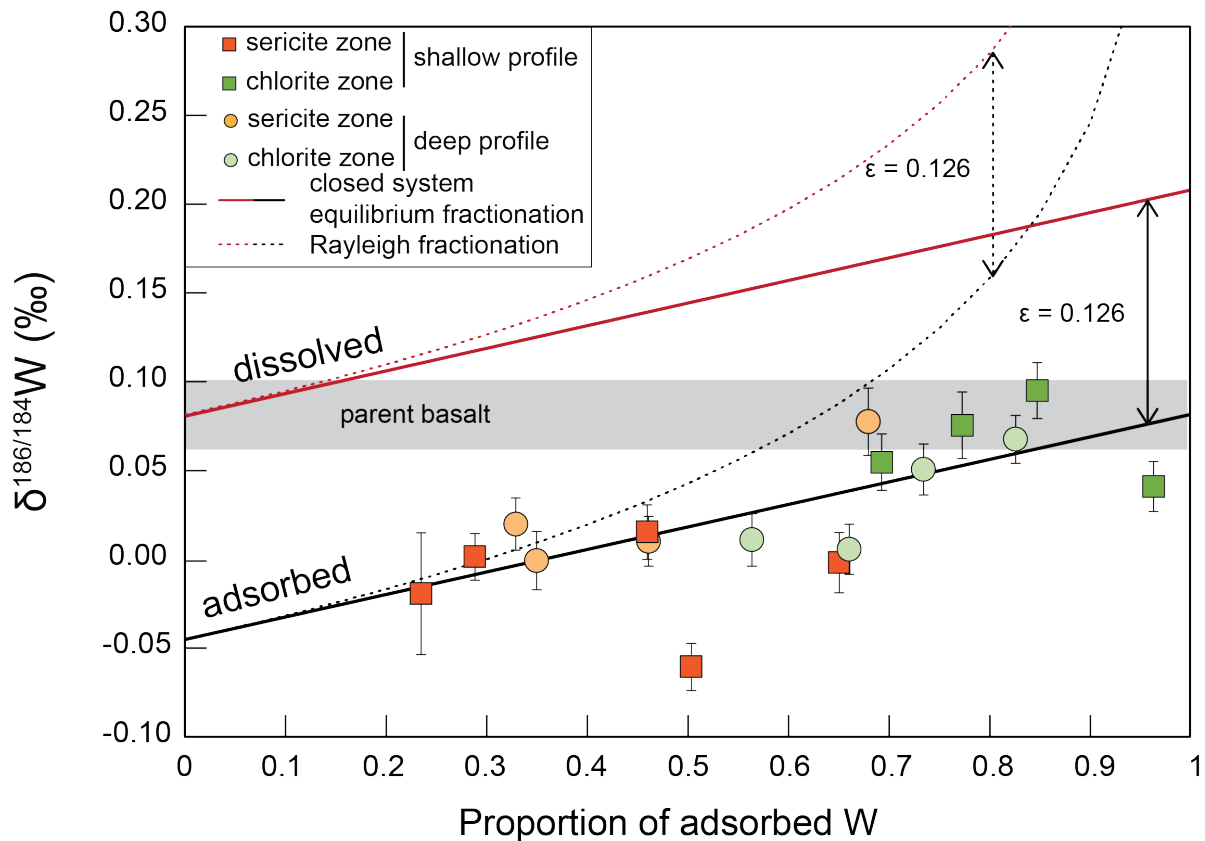 0.30
0.25
0.20
0.15
0.10
0.05
0.00
-0.05
-0.10
δ186/184W (‰)
sericite zone
chlorite zone
shallow profile
sericite zone
chlorite zone
deep profile
closed system
equilibrium fractionation
Rayleigh fractionation
ε = 0.126
ε = 0.126
dissolved
parent basalt
adsorbed
0 0.1 0.2 0.3 0.4 0.5 0.6 0.7 0.8 0.9 1
Proportion of adsorbed W